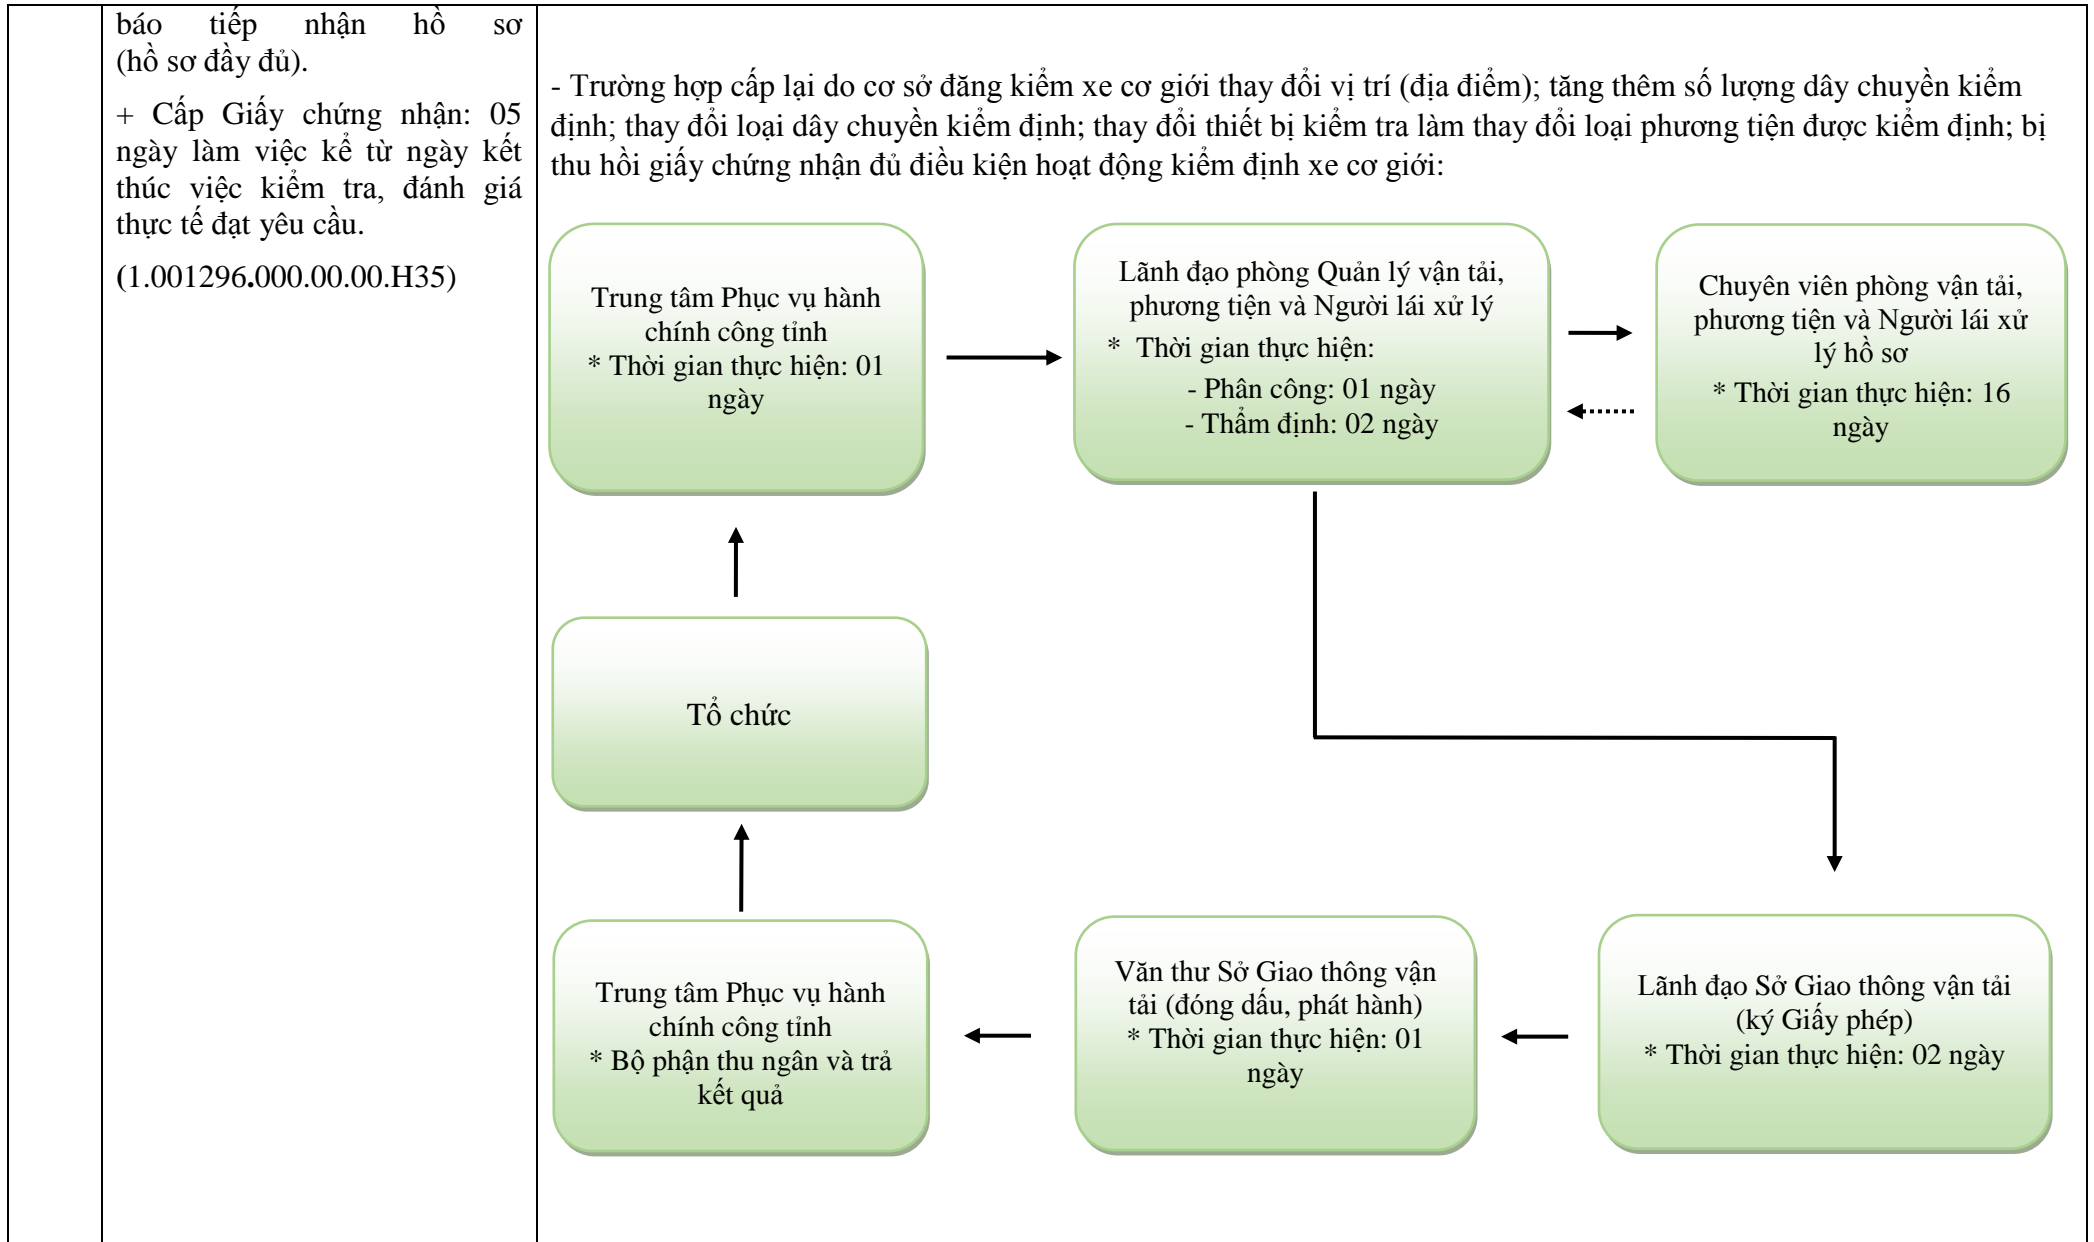 báo tiếp nhận hồ sơ
(hồ sơ đầy đủ).
+ Cấp Giấy chứng nhận: 05
ngày làm việc kể từ ngày kết
thúc việc kiểm tra, đánh giá
thực tế đạt yêu cầu.
(1.001296.000.00.00.H35)
- Trường hợp cấp lại do cơ sở đăng kiểm xe cơ giới thay đổi vị trí (địa điểm); tăng thêm số lượng dây chuyền kiểm
định; thay đổi loại dây chuyền kiểm định; thay đổi thiết bị kiểm tra làm thay đổi loại phương tiện được kiểm định; bị
thu hồi giấy chứng nhận đủ điều kiện hoạt động kiểm định xe cơ giới:
Trung tâm Phục vụ hành
chính công tỉnh
* Thời gian thực hiện: 01
ngày
Lãnh đạo phòng Quản lý vận tải,
phương tiện và Người lái xử lý
* Thời gian thực hiện:
- Phân công: 01 ngày
- Thẩm định: 02 ngày
Chuyên viên phòng vận tải,
phương tiện và Người lái xử
lý hồ sơ
* Thời gian thực hiện: 16
ngày
Tổ chức
Trung tâm Phục vụ hành
chính công tỉnh
* Bộ phận thu ngân và trả
kết quả
Văn thư Sở Giao thông vận
tải (đóng dấu, phát hành)
* Thời gian thực hiện: 01
ngày
Lãnh đạo Sở Giao thông vận tải
(ký Giấy phép)
* Thời gian thực hiện: 02 ngày